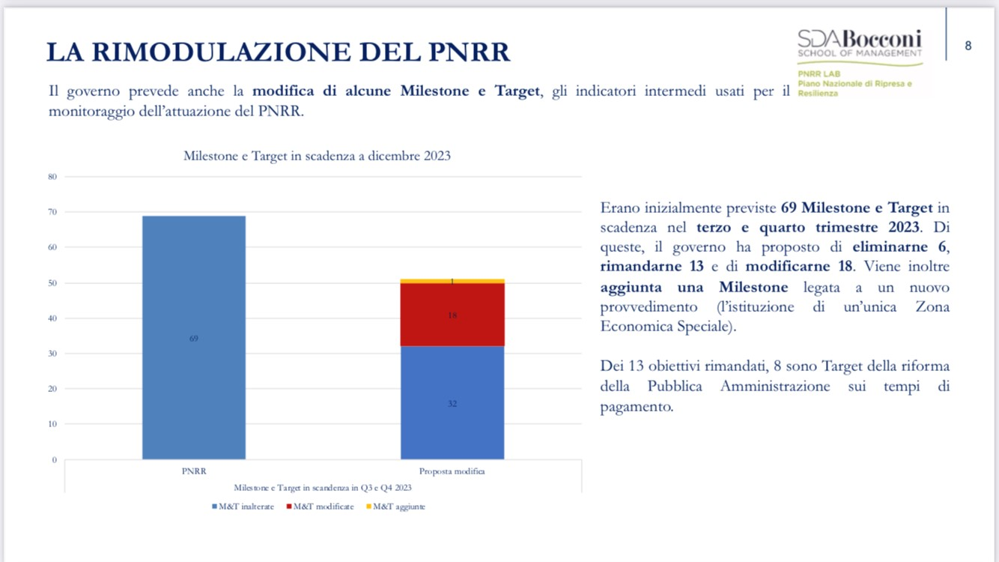 LA RIMODULAZIONE DEL PNRR
SDABocconi
SCHOOL OF MANAGEMENT
PNRR LAB
Piano Nazionale di Ripresa e
Resilienza
8
Il governo prevede anche la modifica di alcune Milestone e Target, gli indicatori intermedi usati per il
monitoraggio dell’attuazione del PNRR.
Milestone e Target in scadenza a dicembre 2023
80
70
60
50
40
30
20
10
0
69
1
18
32
PNRR
Proposta modifica
Milestone e Target in scandenza in Q3 e Q4 2023
M&T inalterate
M&T modificate
M&T aggiunte
Erano inizialmente previste 69 Milestone e Target in
scadenza nel terzo e quarto trimestre 2023. Di
queste, il governo ha proposto di eliminarne 6,
rimandarne 13 e di modificarne 18. Viene inoltre
aggiunta una Milestone legata a un nuovo
provvedimento (l’istituzione di un’unica Zona
Economica Speciale).
Dei 13 obiettivi rimandati, 8 sono Target della riforma
della Pubblica Amministrazione sui tempi di
pagamento.